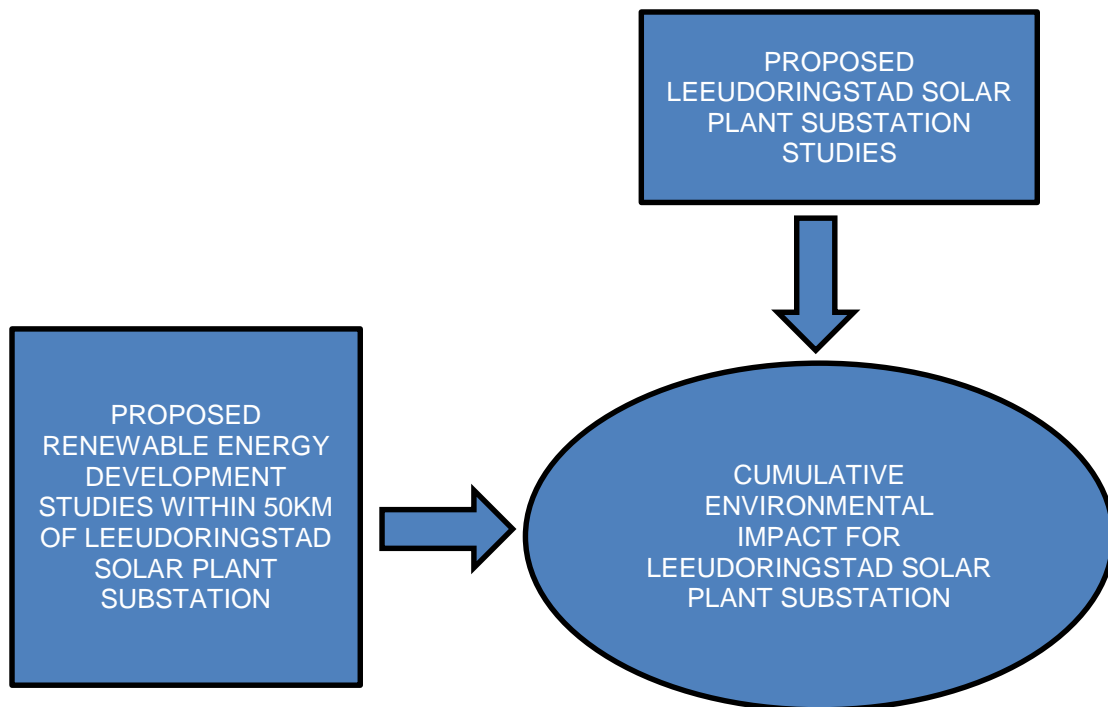 PROPOSED
LEEUDORINGSTAD SOLAR
PLANT SUBSTATION
STUDIES
PROPOSED
RENEWABLE ENERGY
DEVELOPMENT
STUDIES WITHIN 50KM
OF LEEUDORINGSTAD
SOLAR PLANT
SUBSTATION
CUMULATIVE
ENVIRONMENTAL
IMPACT FOR
LEEUDORINGSTAD SOLAR
PLANT SUBSTATION